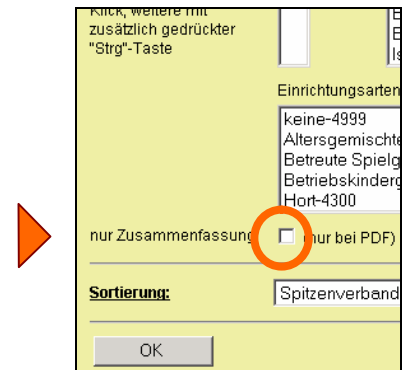 Klick, weitere mit
zusätzlich gedrückter
"Strg"-Taste
Einrichtungsarten
keine-4999
Altersgemischte
Betreute Spielg
Betriebskinderg
Hort-4300
nur Zusammenfassung (nur bei PDF)
Sortierung:
Spitzenverband
OK